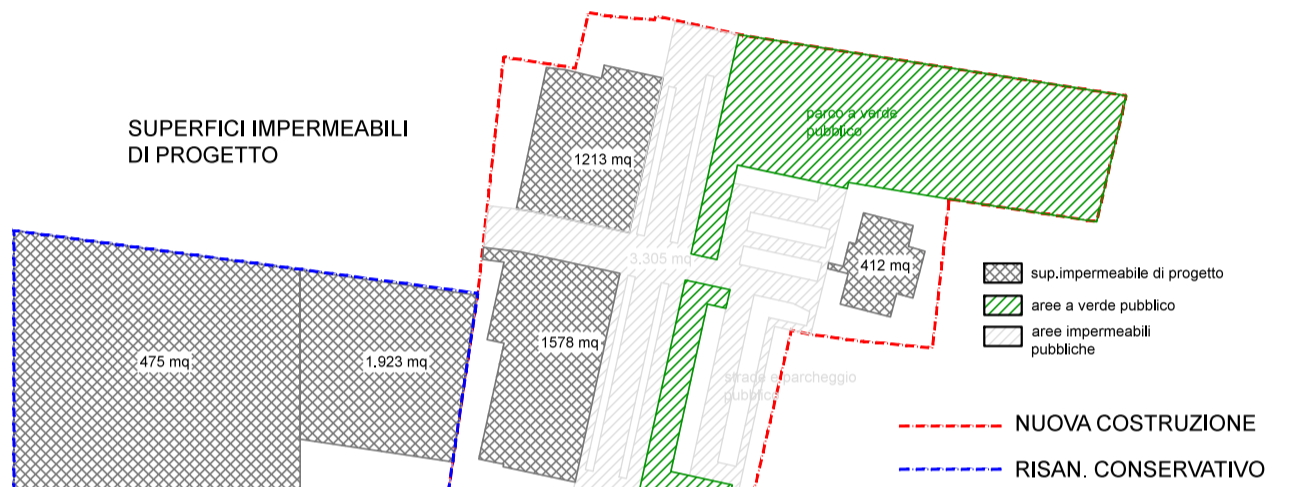 SUPERFICI IMPERMEABILI
DI PROGETTO
parco a verde
pubblico
1213 mq
3.305 mq
412 mq
475 mq
1.923 mq
1578 mq
strade e parcheggio
pubblico
sup.impermeabile di progetto
aree a verde pubblico
aree impermeabili
pubbliche
NUOVA COSTRUZIONE
RISAN. CONSERVATIVO